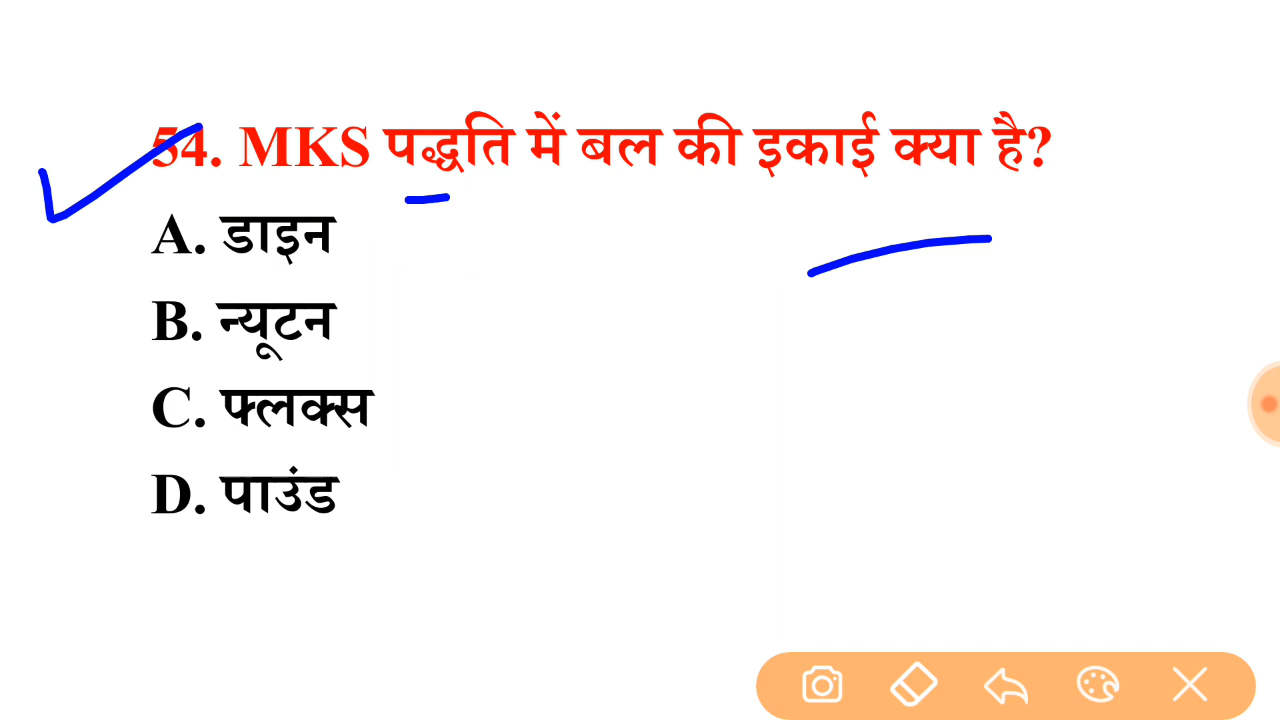 54. MKS पद्धति में बल की इकाई क्या है?
A. डाइन
B. न्यूटन
C. फ्लक्स
D. पाउंड